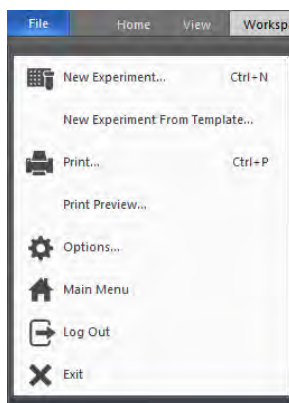 File Home View Worksp
New Experiment... Ctrl+N
New Experiment From Template...
Print... Ctrl+P
Print Preview...
Options...
Main Menu
Log Out
Exit